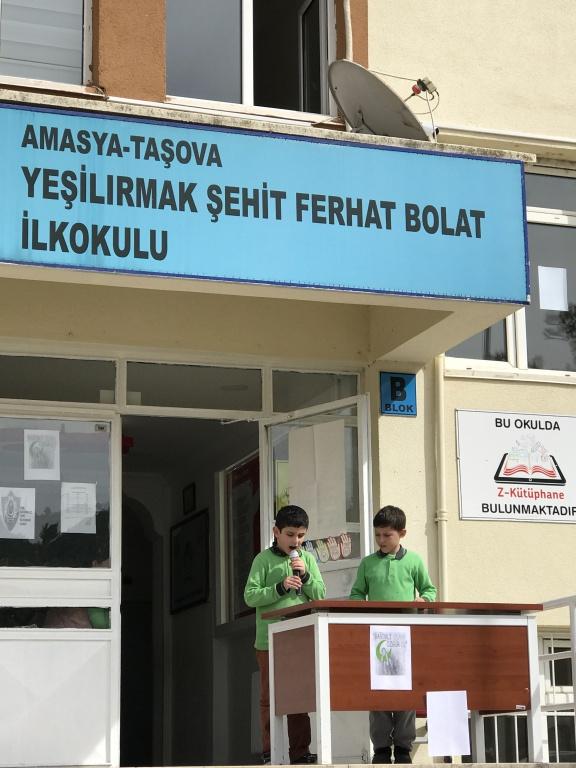 AMASYA-TAŞOVA
YEŞİLIRMAK ŞEHİT FERHAT BOLAT
İLKOKULU
B
BLOK
BU OKULDA
Z-Kütüphane
BULUNMAKTADIR